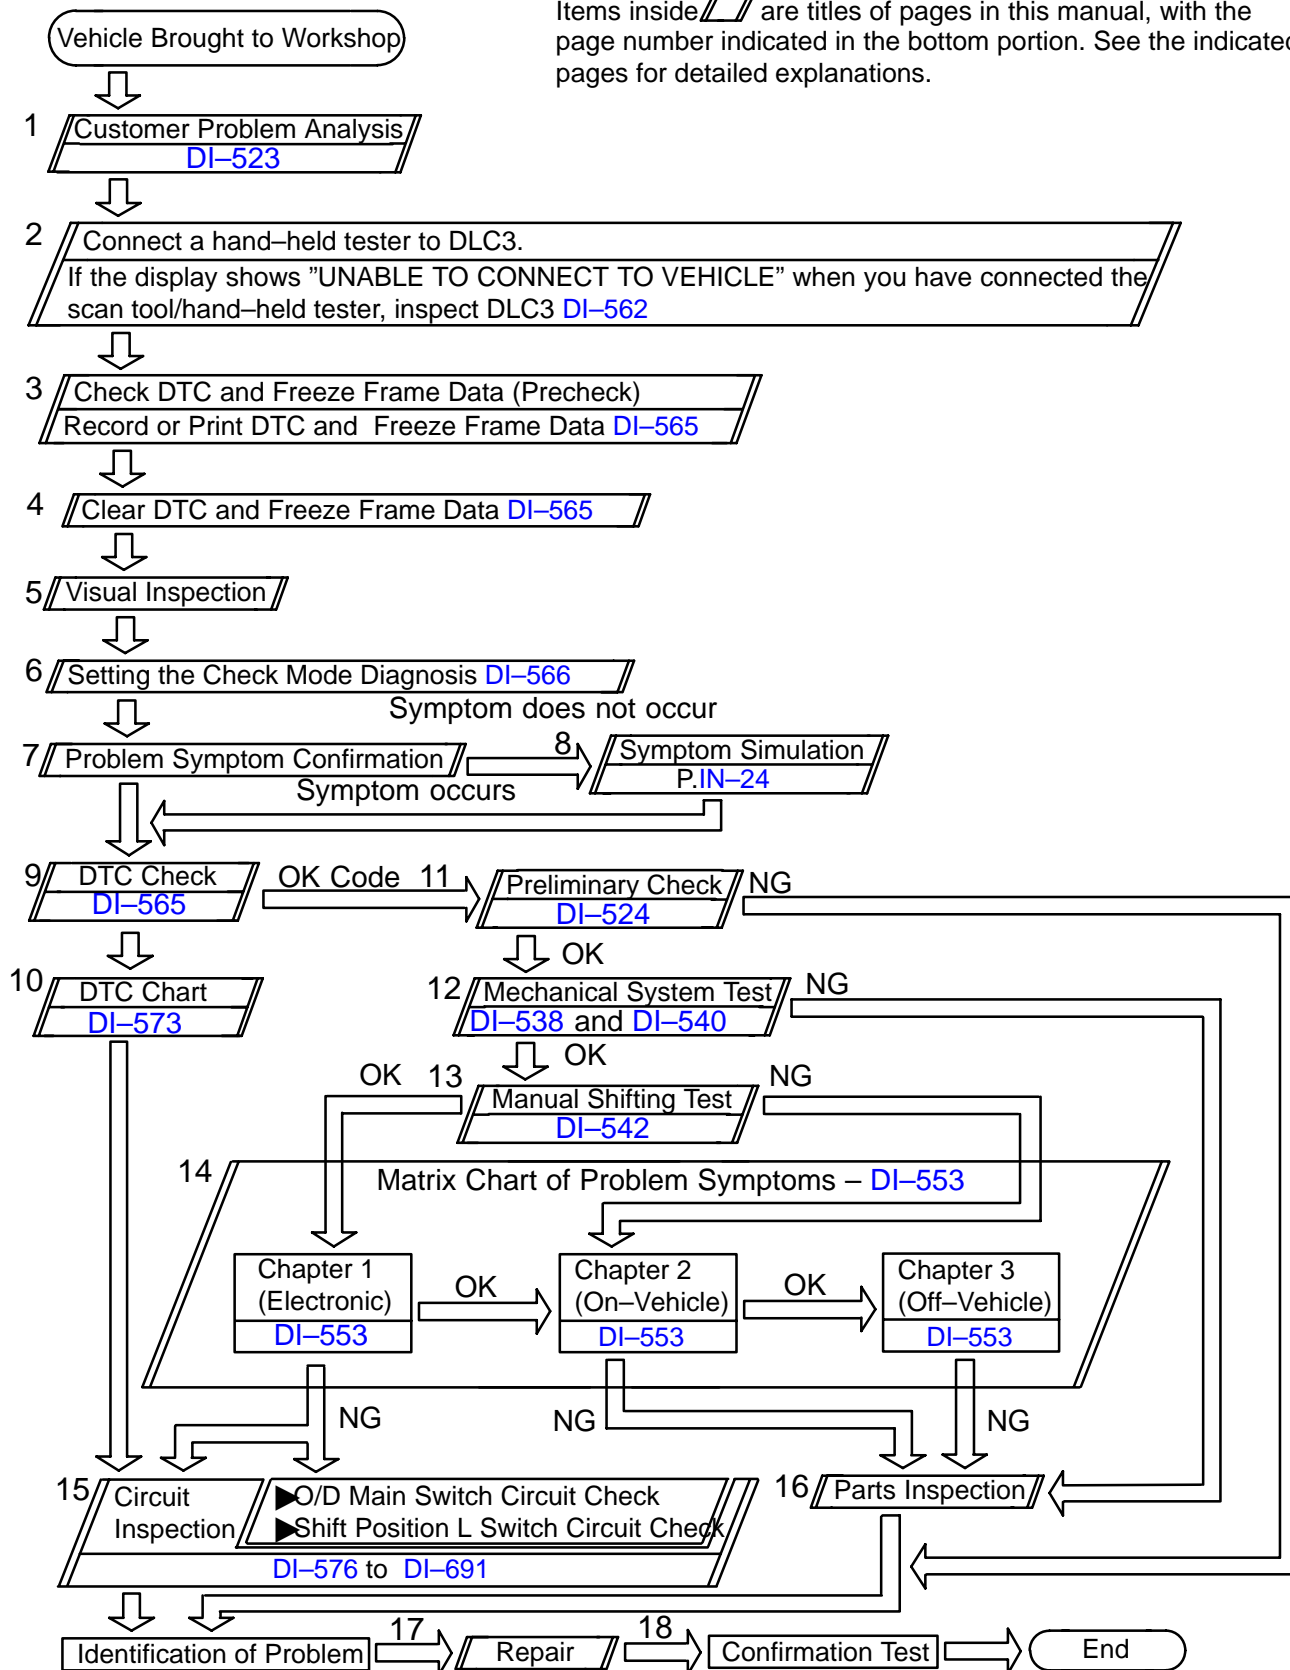 Items inside are titles of pages in this manual, with the
page number indicated in the bottom portion. See the indicated
pages for detailed explanations.
Vehicle Brought to Workshop
1
Customer Problem Analysis
DI–523
2
Connect a hand–held tester to DLC3.
If the display shows ”UNABLE TO CONNECT TO VEHICLE” when you have connected the
scan tool/hand–held tester, inspect DLC3 DI–562
3
Check DTC and Freeze Frame Data (Precheck)
Record or Print DTC and Freeze Frame Data DI–565
4
Clear DTC and Freeze Frame Data DI–565
5
Visual Inspection
6
Setting the Check Mode Diagnosis DI–566
Symptom does not occur
7
Problem Symptom Confirmation
8
Symptom Simulation
P.IN–24
Symptom occurs
9
DTC Check
DI–565
OK Code
11
Preliminary Check
DI–524
NG
OK
10
DTC Chart
DI–573
12
Mechanical System Test
DI–538 and DI–540
NG
OK
OK
13
Manual Shifting Test
DI–542
NG
14
Matrix Chart of Problem Symptoms – DI–553
Chapter 1
(Electronic)
DI–553
OK
Chapter 2
(On–Vehicle)
DI–553
OK
Chapter 3
(Off–Vehicle)
DI–553
NG
NG
NG
15
Circuit
Inspection
O/D Main Switch Circuit Check
Shift Position L Switch Circuit Check
DI–576 to DI–691
16
Parts Inspection
Identification of Problem
17
Repair
18
Confirmation Test
End